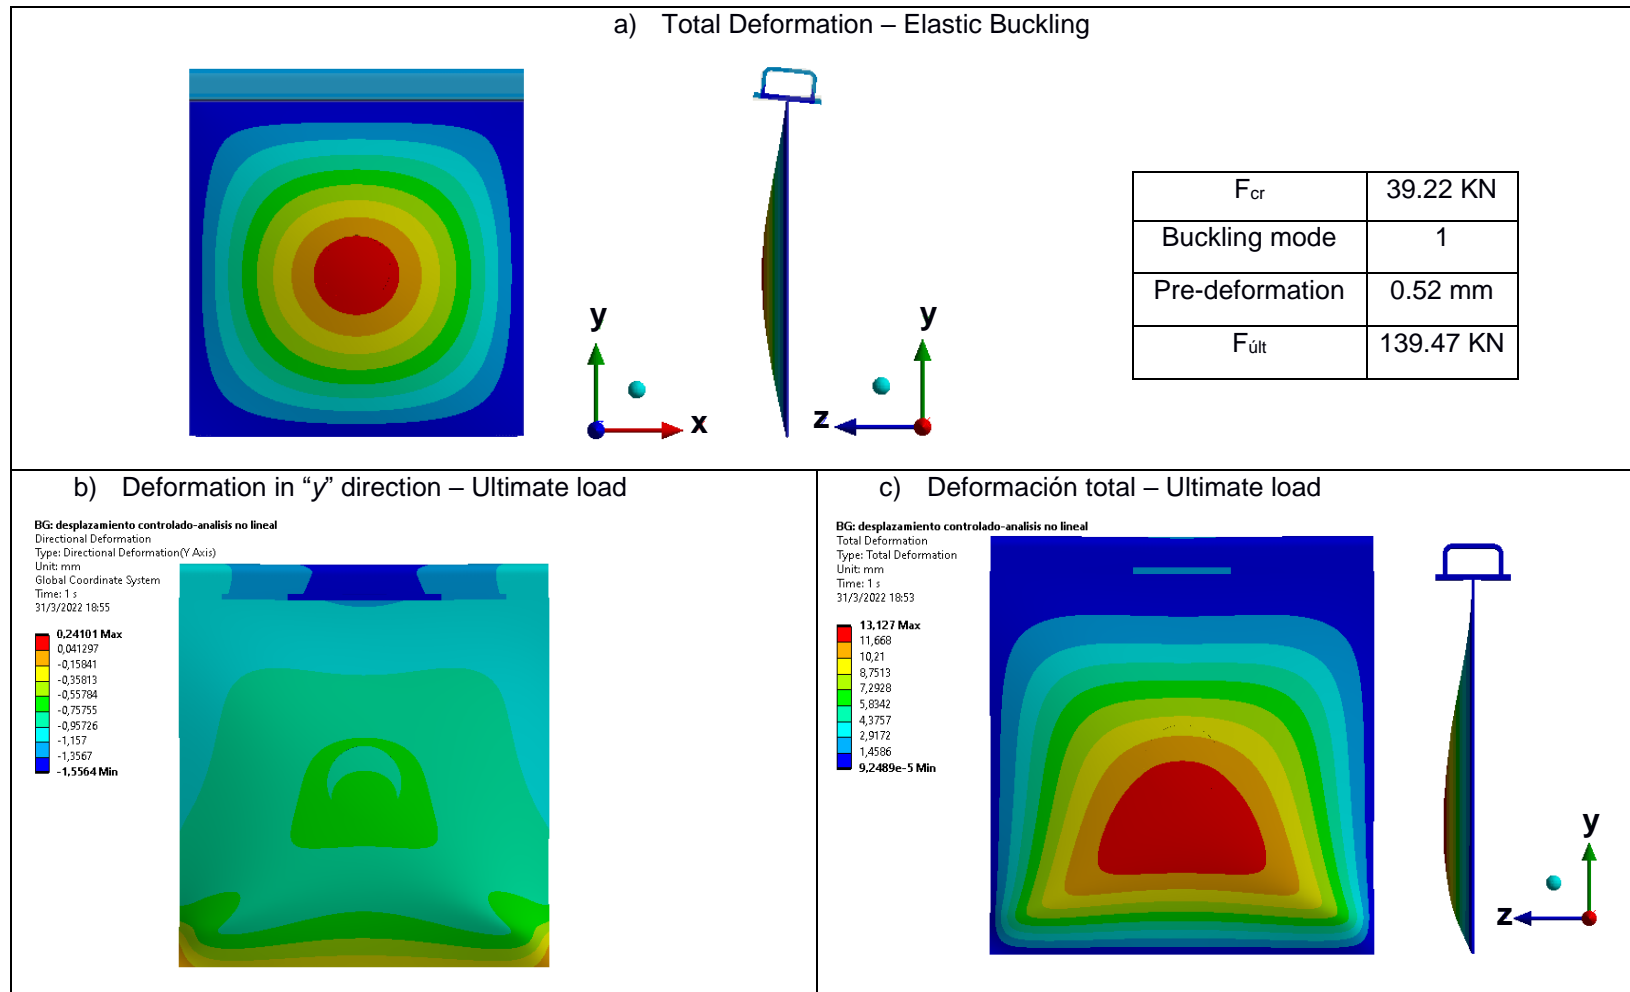 a) Total Deformation – Elastic Buckling
y
x
y
z
Fcr 39.22 KN
Buckling mode 1
Pre-deformation 0.52 mm
Fúlt 139.47 KN
b) Deformation in “y” direction – Ultimate load
BG: desplazamiento controlado-analisis no lineal
Directional Deformation
Type: Directional Deformation(Y Axis)
Unit: mm
Global Coordinate System
Time: 1 s
31/3/2022 18:55
0,24101 Max
0,041297
-0,15841
-0,35813
-0,55784
-0,75755
-0,95726
-1,157
-1,3567
-1,5564 Min
c) Deformación total – Ultimate load
BG: desplazamiento controlado-analisis no lineal
Total Deformation
Type: Total Deformation
Unit: mm
Time: 1 s
31/3/2022 18:53
13,127 Max
11,668
10,21
8,7513
7,2928
5,8342
4,3757
2,9172
1,4586
9,2489e-5 Min
y
z